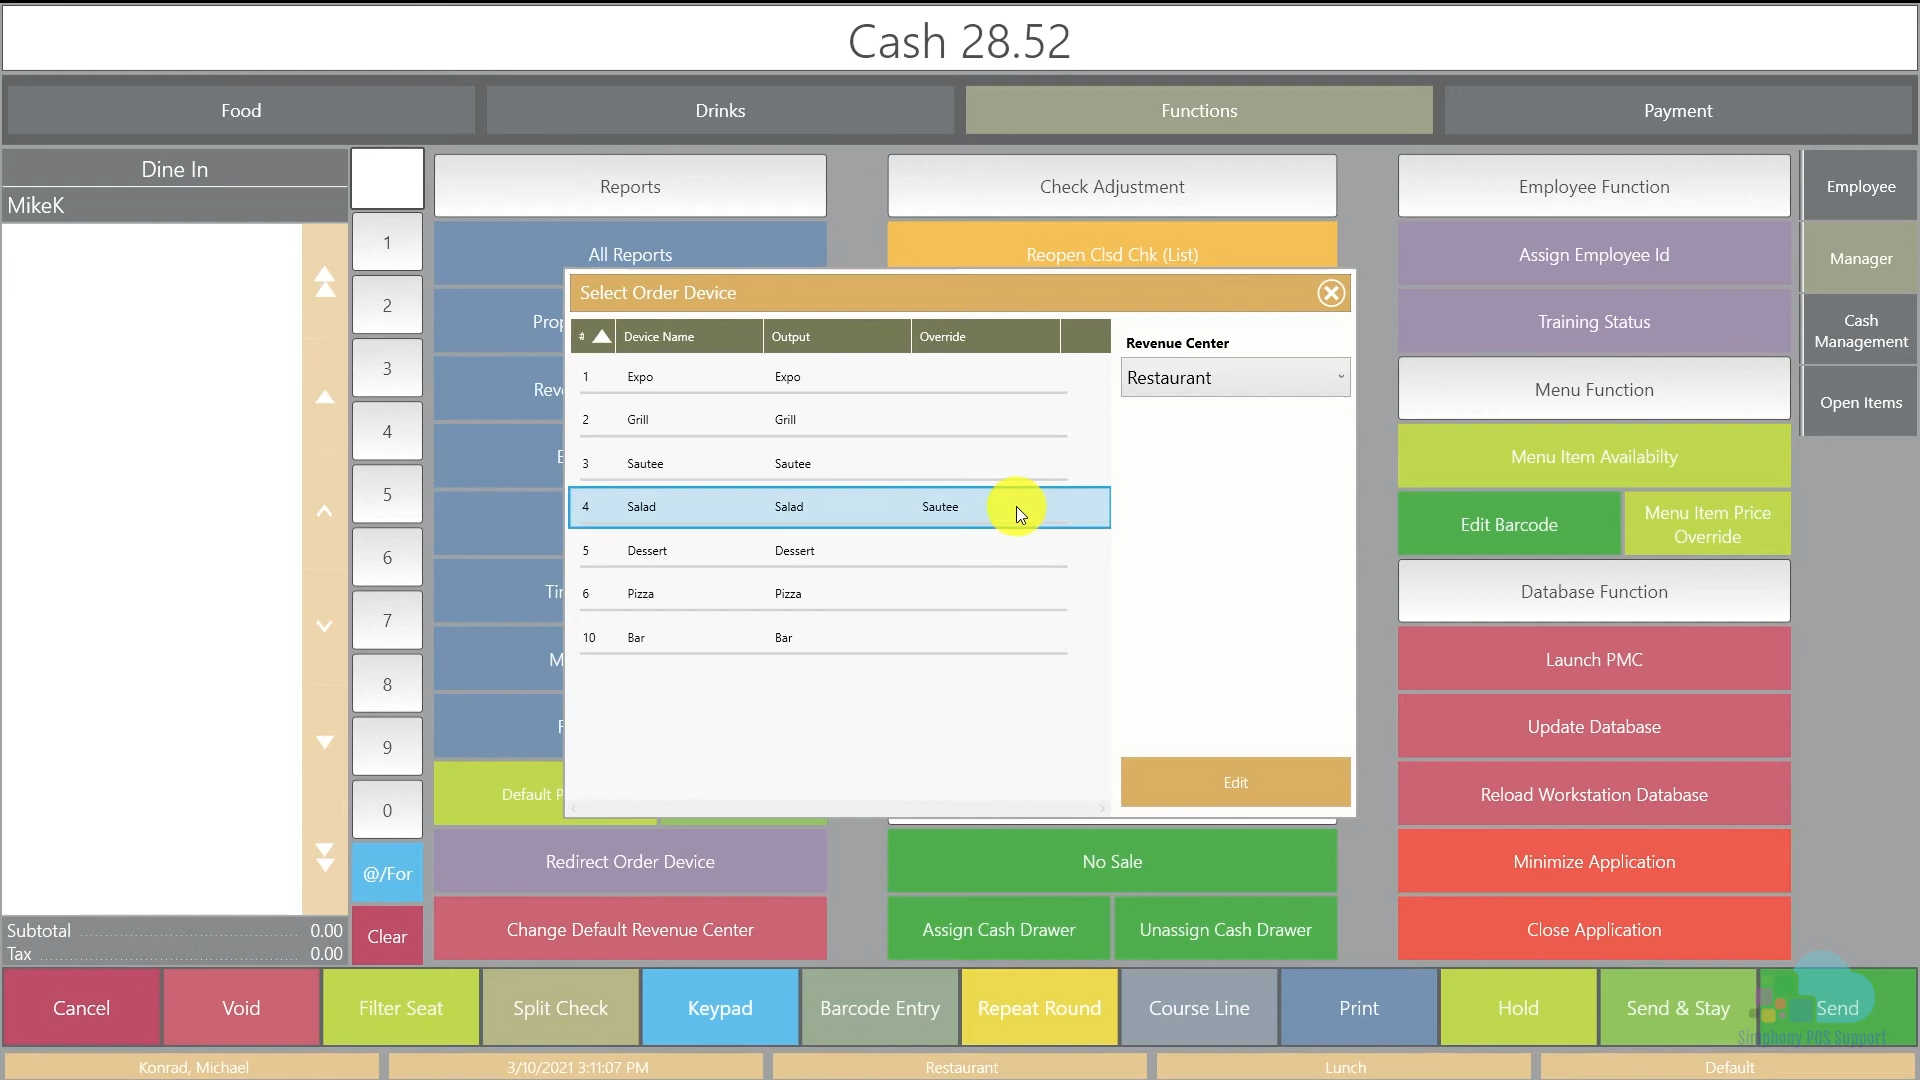 Cash 28.52
Food
Drinks
Functions
Payment
Dine In
MikeK
1
2
3
4
5
6
7
8
9
0
@/For
Clear
Subtotal 0.00
Tax 0.00
Reports
All Reports
Prop
Reve
E
Tir
M
Default P
Redirect Order Device
Change Default Revenue Center
Check Adjustment
Reopen Clsd Chk (List)
Select Order Device
# Device Name Output Override
1 Expo Expo
2 Grill Grill
3 Sautee Sautee
4 Salad Salad Sautee
5 Dessert Dessert
6 Pizza Pizza
10 Bar Bar
Revenue Center
Restaurant
Edit
No Sale
Assign Cash Drawer
Unassign Cash Drawer
Employee Function
Assign Employee Id
Training Status
Menu Function
Menu Item Availabilty
Edit Barcode
Menu Item Price
Override
Database Function
Launch PMC
Update Database
Reload Workstation Database
Minimize Application
Close Application
Employee
Manager
Cash
Management
Open Items
Cancel
Void
Filter Seat
Split Check
Keypad
Barcode Entry
Repeat Round
Course Line
Print
Hold
Send & Stay
Send
Simphony POS Support
Konrad, Michael
3/10/2021 3:11:07 PM
Restaurant
Lunch
Default